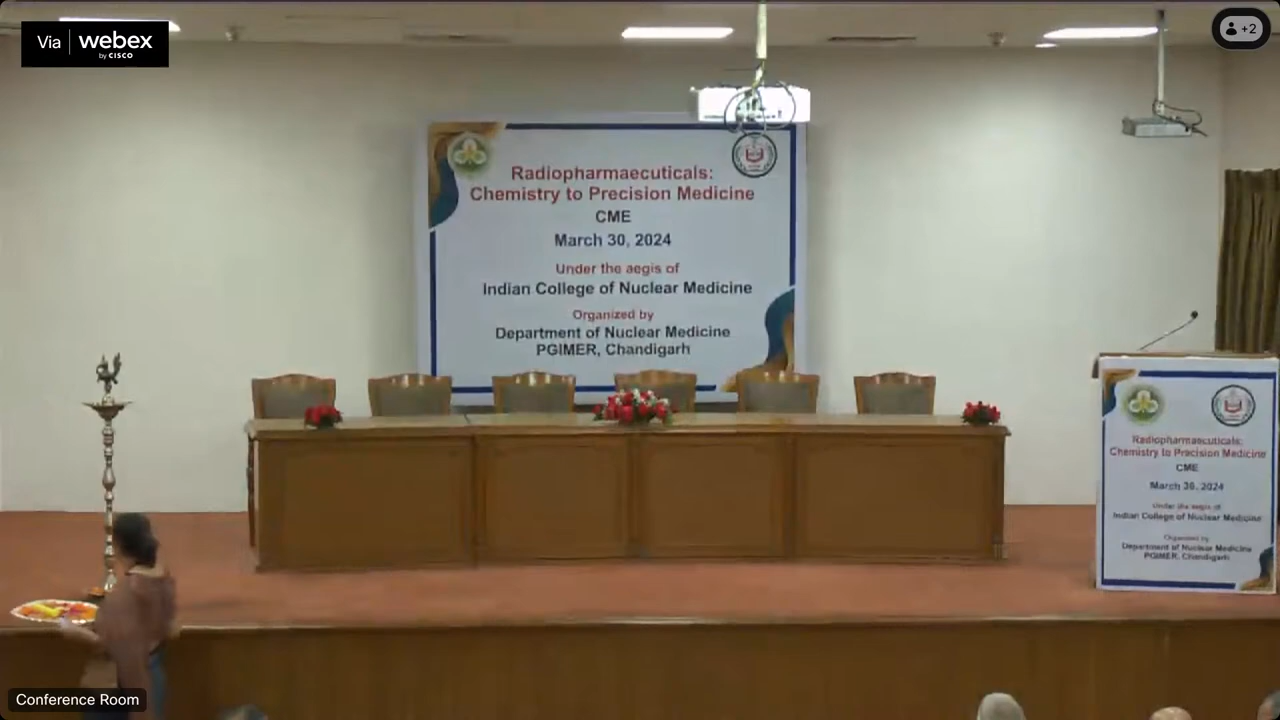 Via webex
by CISCO
+2
Radiopharmaecuticals:
Chemistry to Precision Medicine
CME
March 30, 2024
Under the aegis of
Indian College of Nuclear Medicine
Organized by
Department of Nuclear Medicine
PGIMER, Chandigarh
Radiopharmaecuticals:
Chemistry to Precision Medicine
CME
March 30, 2024
Under the aegis of
Indian College of Nuclear Medicine
Organized by
Department of Nuclear Medicine
PGIMER, Chandigarh
Conference Room